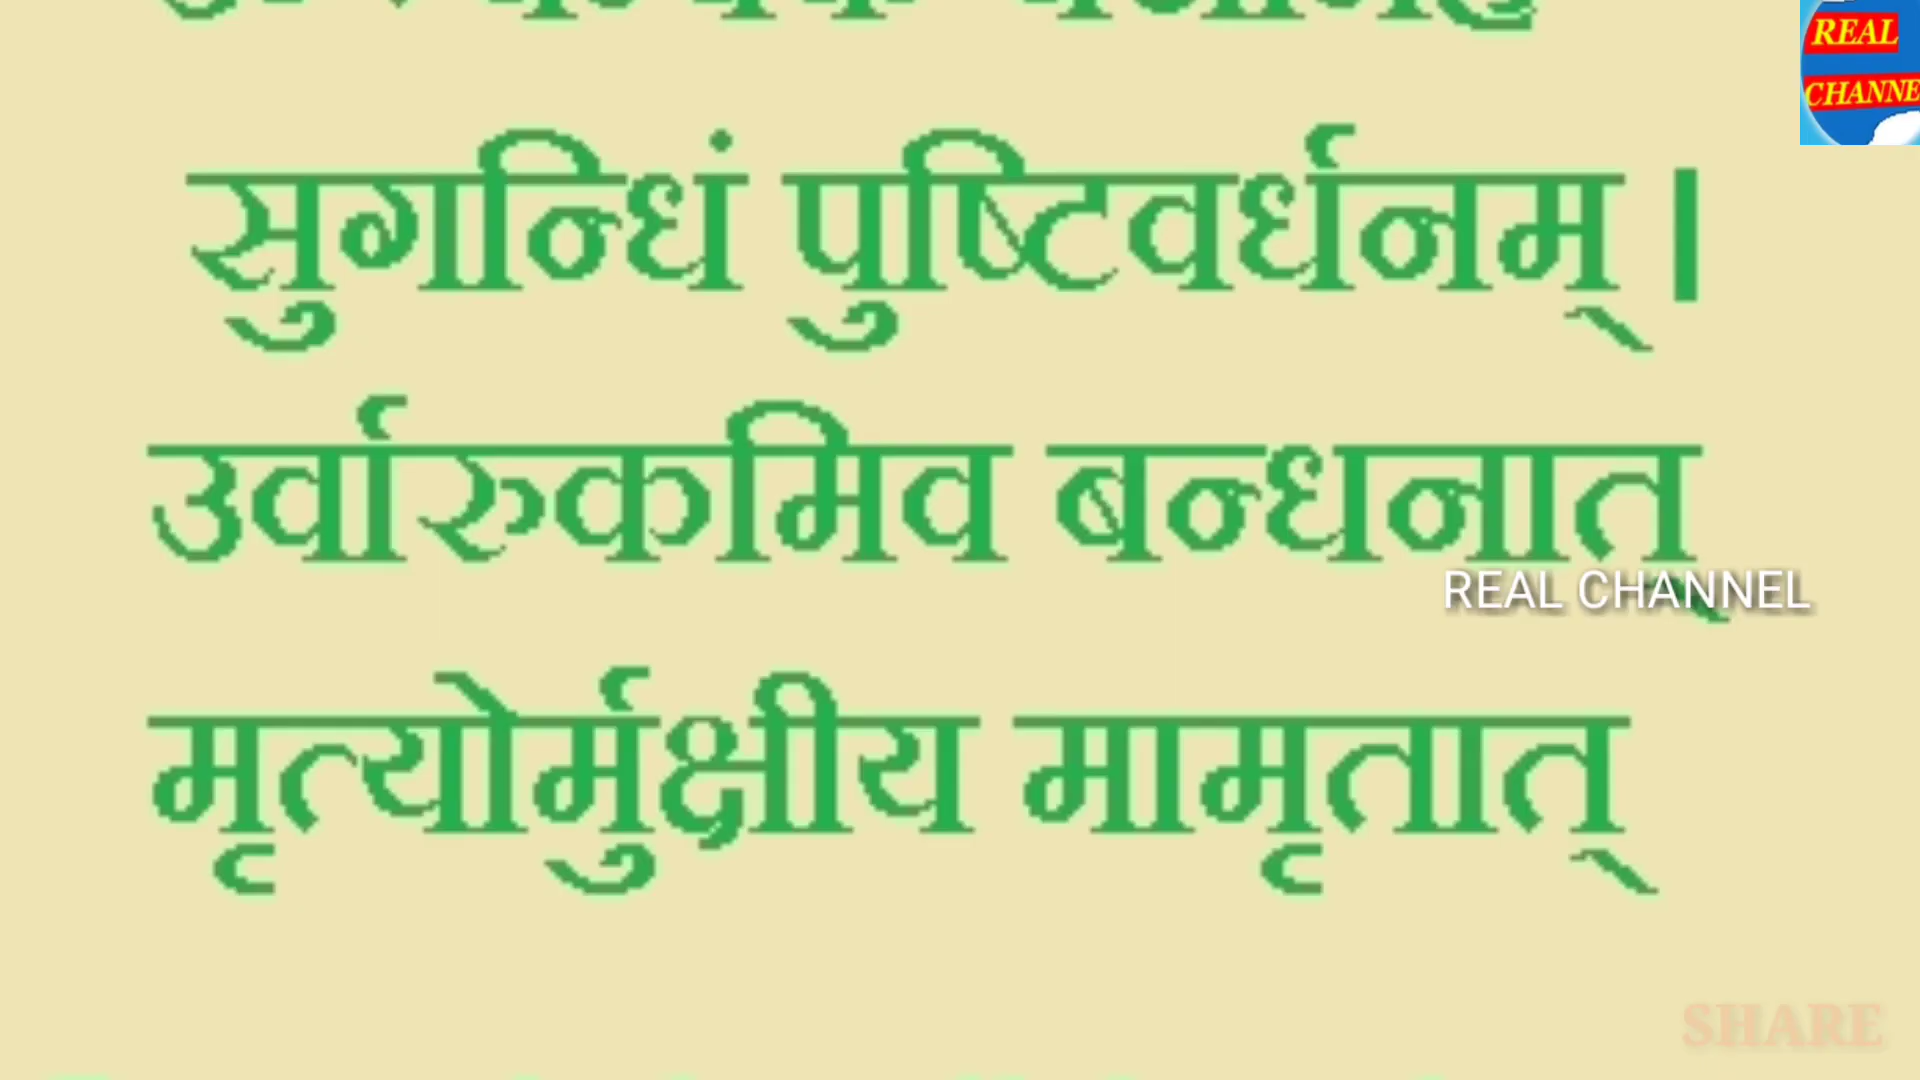 REAL
CHANNE
सुगन्धिं पुष्टिवर्धनम् |
उर्वारुकमिव बन्धनात्
REAL CHANNEL
मृत्योर्मुक्षीय मामृतात्
SHARE